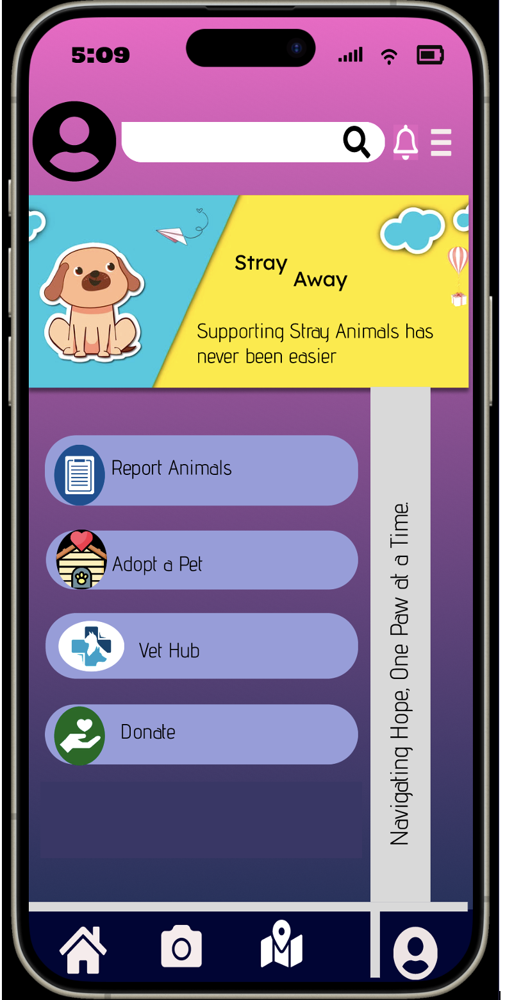 5:09
Stray
Away
Supporting Stray Animals has
never been easier
Report Animals
Adopt a Pet
Vet Hub
Donate
Navigating Hope, One Paw at a Time.